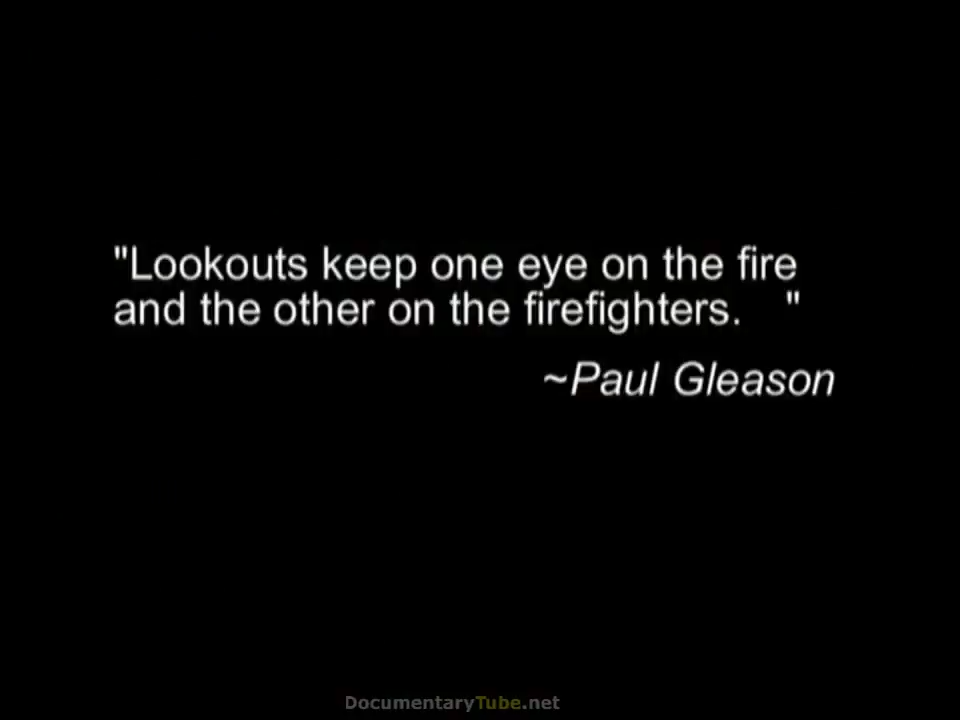 "Lookouts keep one eye on the fire
and the other on the firefighters.    "
~Paul Gleason
DocumentaryTube.net